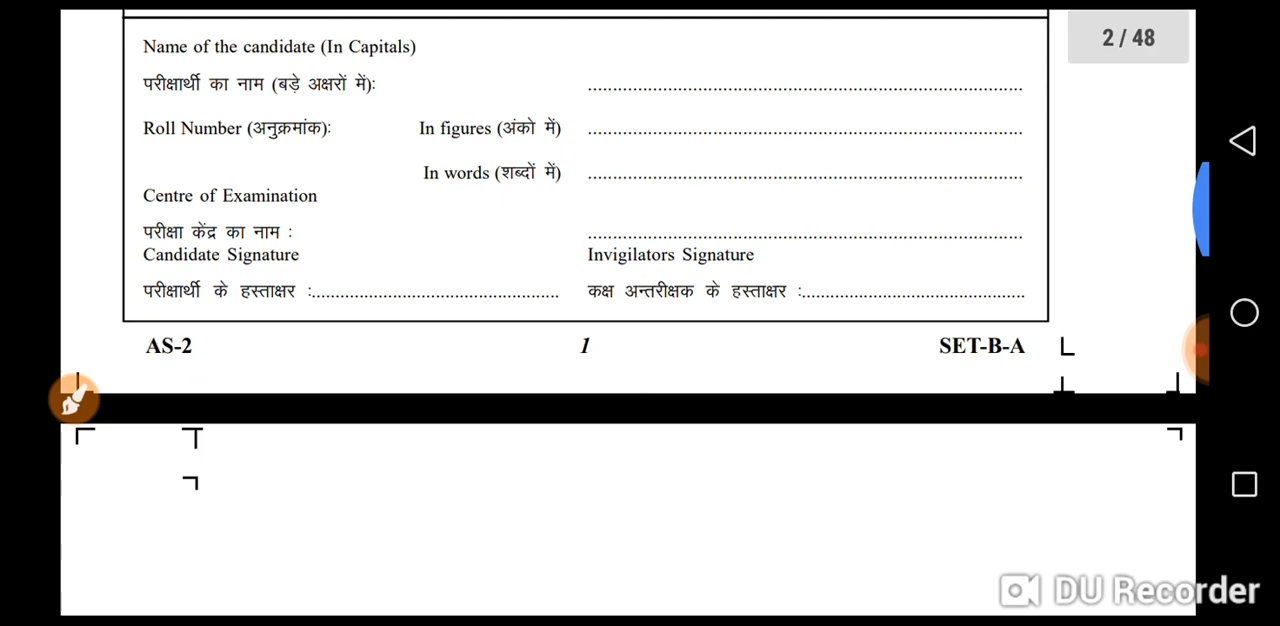 2 / 48
Name of the candidate (In Capitals)
परीक्षार्थी का नाम (बड़े अक्षरों में): ........................................................................
Roll Number (अनुक्रमांक): In figures (अंको में) ........................................................................
In words (शब्दों में) ........................................................................
Centre of Examination
परीक्षा केंद्र का नाम : ........................................................................
Candidate Signature Invigilators Signature
परीक्षार्थी के हस्ताक्षर :.................................................... कक्ष अन्तरीक्षक के हस्ताक्षर :...............................................
AS-2 1 SET-B-A
DU Recorder